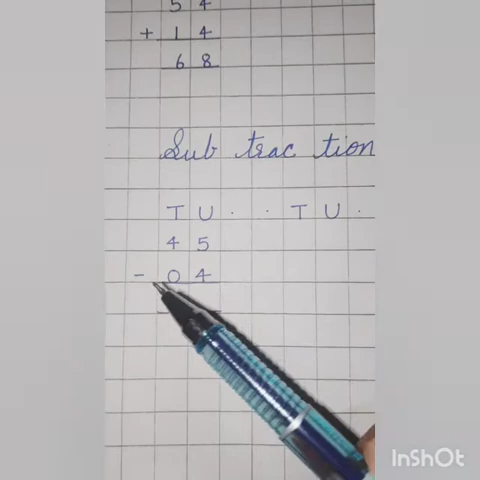 5 4
+ 1 4
6 8
Sub trac tion
T U . . T U .
4 5
- 0 4
InShOt